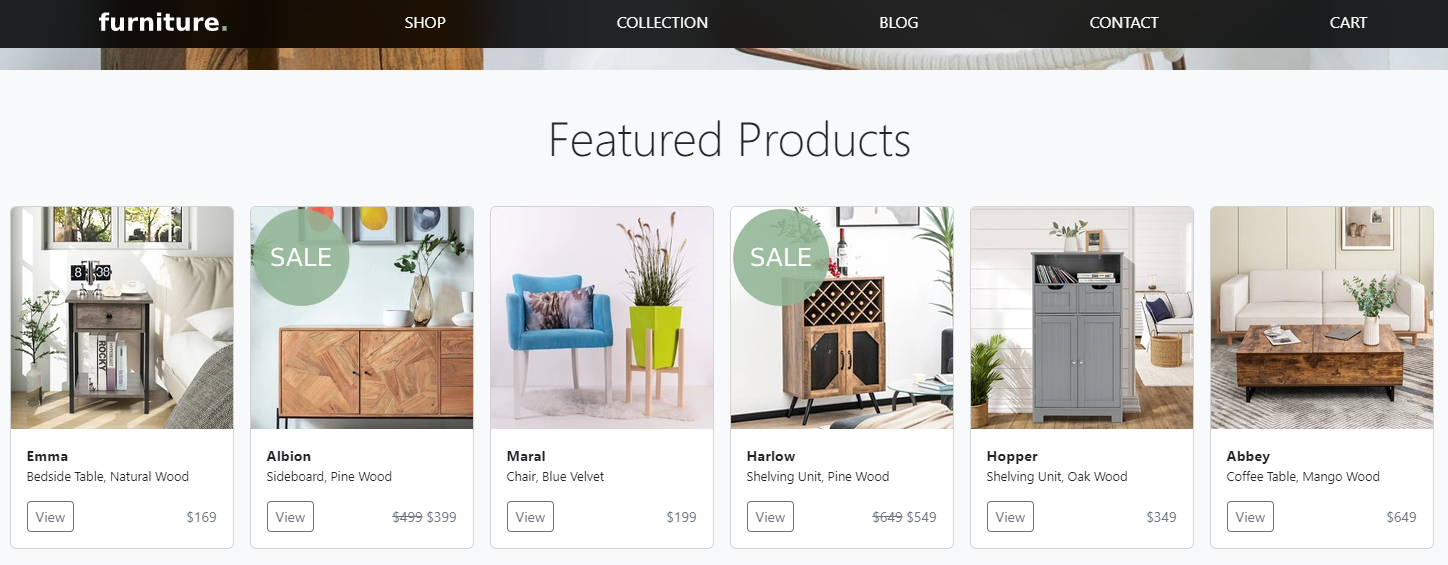 furniture.
SHOP
COLLECTION
BLOG
CONTACT
CART
Featured Products
8 38
ROCKY
SALE
SALE
Emma
Bedside Table, Natural Wood
View
$169
Albion
Sideboard, Pine Wood
View
$499 $399
Maral
Chair, Blue Velvet
View
$199
Harlow
Shelving Unit, Pine Wood
View
$649 $549
Hopper
Shelving Unit, Oak Wood
View
$349
Abbey
Coffee Table, Mango Wood
View
$649